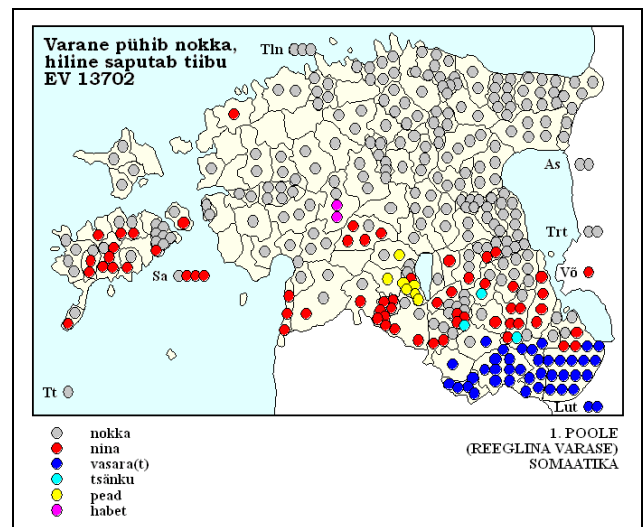 Varane pühib nokka,
hiline saputab tiibu
EV 13702
Tln
As
Trt
Vö
Sa
Tt
Lut
nokka
nina
vasara(t)
tsänku
pead
habet
1. POOLE
(REEGLINA VARASE)
SOMAATIKA